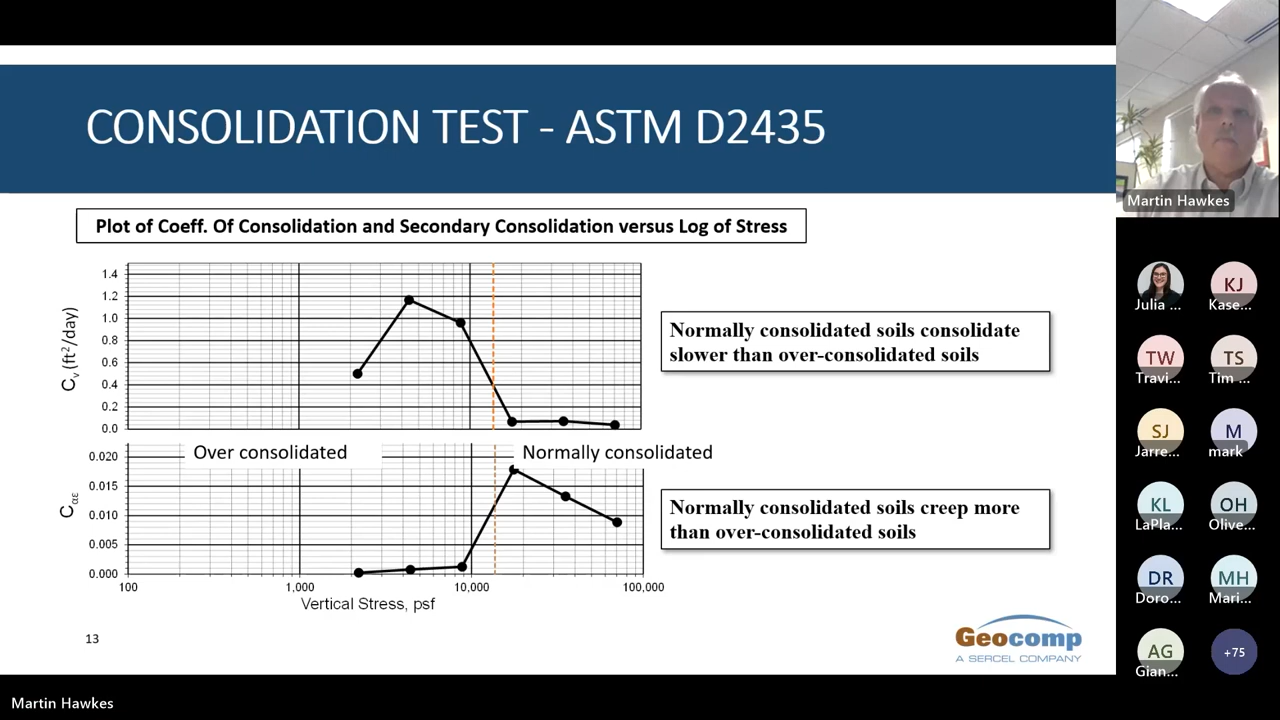 CONSOLIDATION TEST - ASTM D2435
Plot of Coeff. Of Consolidation and Secondary Consolidation versus Log of Stress
Cv (ft²/day)
1.4
1.2
1.0
0.8
0.6
0.4
0.2
0.0
Normally consolidated soils consolidate
slower than over-consolidated soils
Over consolidated
Normally consolidated
Cαε
0.020
0.015
0.010
0.005
0.000
100
1,000
10,000
100,000
Vertical Stress, psf
Normally consolidated soils creep more
than over-consolidated soils
13
Geocomp
A SERCEL COMPANY
Martin Hawkes
Julia ...
KJ
Kase...
TW
Travi...
TS
Tim ...
SJ
Jarre...
M
mark
KL
LaPla...
OH
Olive...
DR
Doro...
MH
Mari...
AG
Gian...
+75
Martin Hawkes